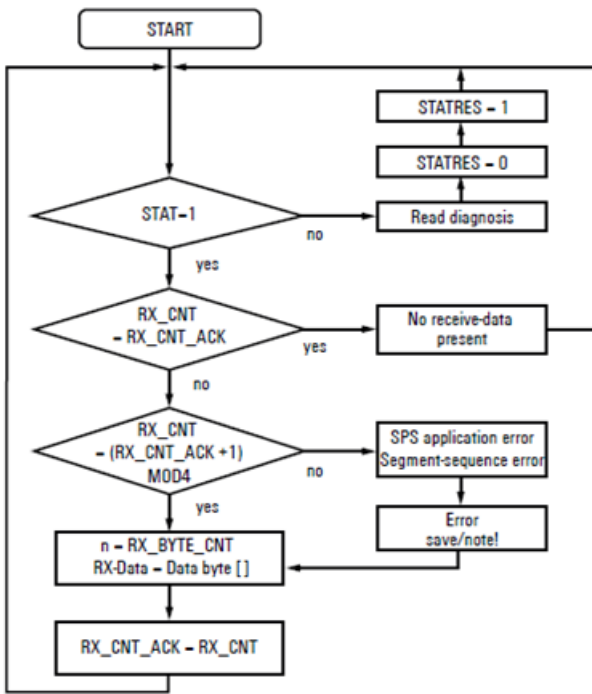 START
STATRES = 1
STATRES = 0
STAT=1
no
Read diagnosis
yes
RX_CNT
= RX_CNT_ACK
yes
No receive-data
present
no
RX_CNT
= (RX_CNT_ACK +1)
MOD4
no
SPS application error
Segment-sequence error
yes
Error
save/note!
n = RX_BYTE_CNT
RX-Data = Data byte [ ]
RX_CNT_ACK = RX_CNT